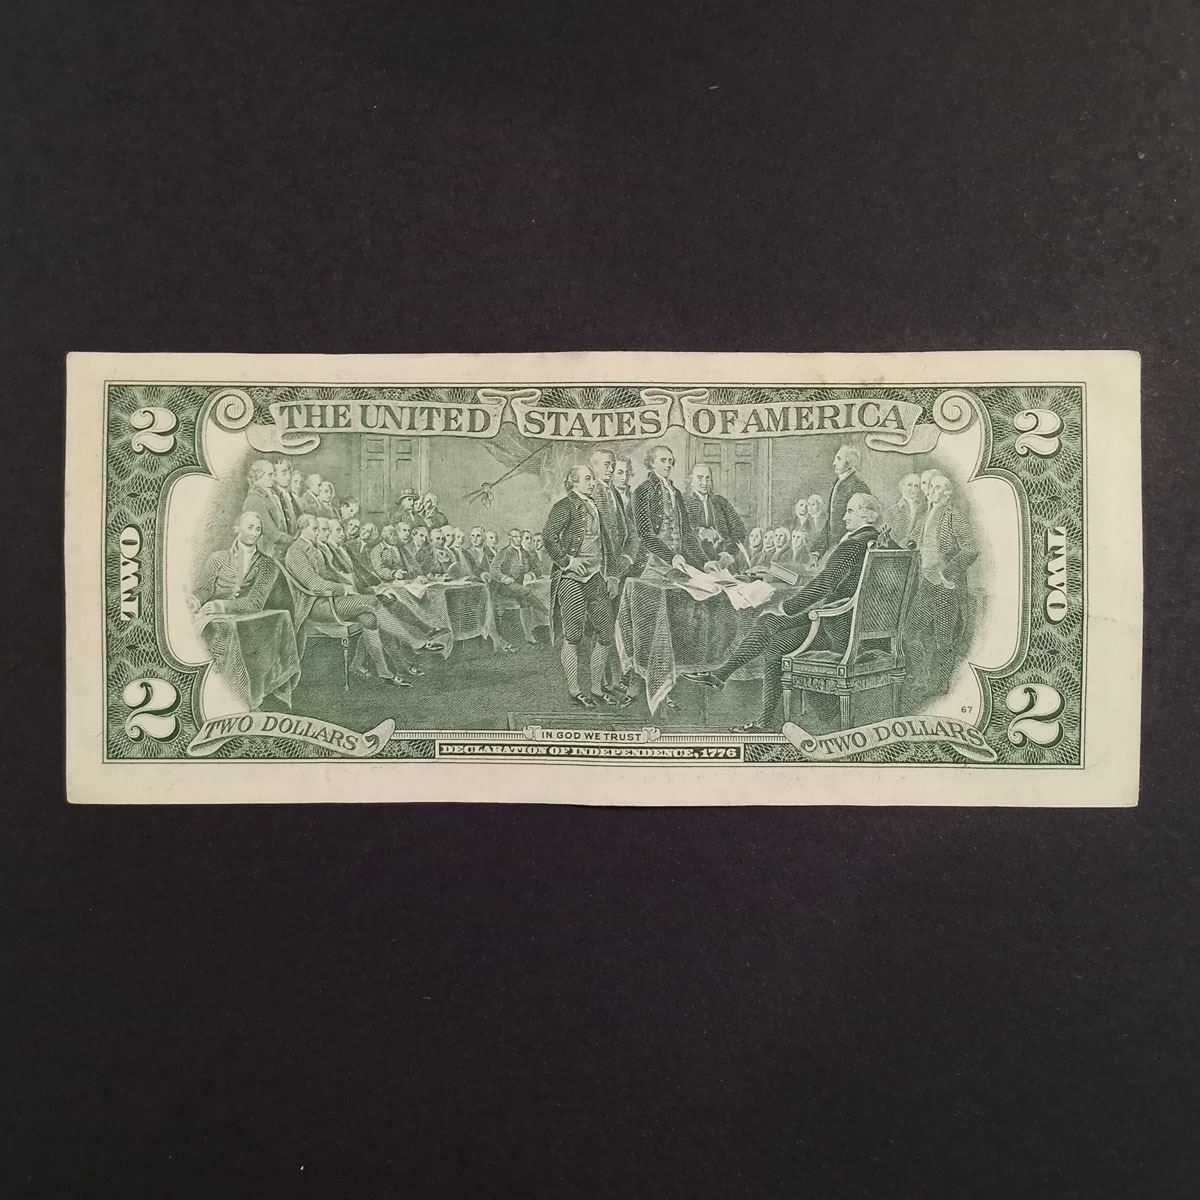 2
THE UNITED STATES OF AMERICA
2
TWO
TWO
2
TWO DOLLARS
IN GOD WE TRUST
DECLARATION OF INDEPENDENCE, 1776
67
TWO DOLLARS
2